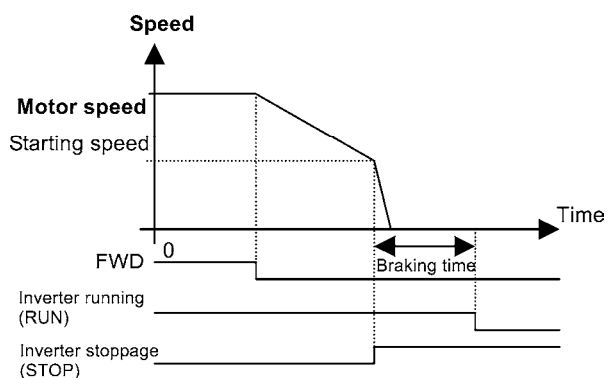 Speed
Motor speed
Starting speed
Time
0
FWD
Braking time
Inverter running
(RUN)
Inverter stoppage
(STOP)